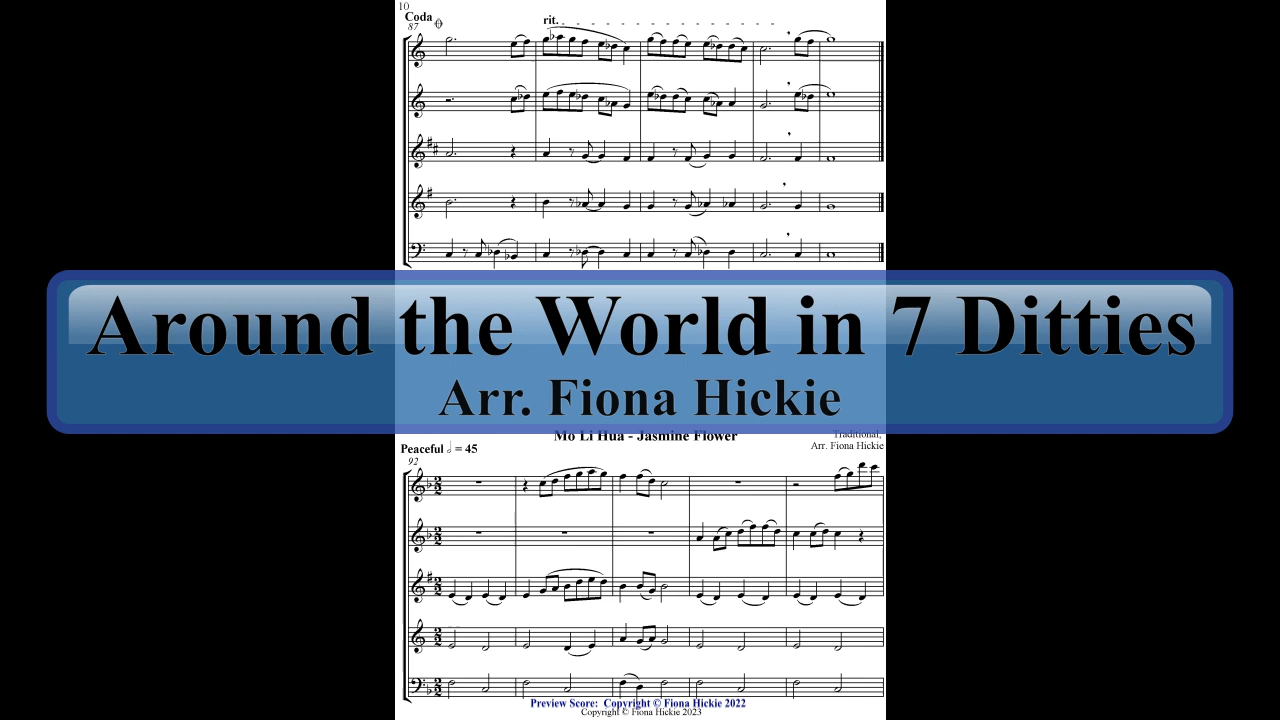 10
Coda
87
rit.
Around the World in 7 Ditties
Arr. Fiona Hickie
Mo Li Hua - Jasmine Flower
Traditional,
Arr. Fiona Hickie
Peaceful 𝅗𝅥 = 45
92
Preview Score: Copyright © Fiona Hickie 2022
Copyright © Fiona Hickie 2023